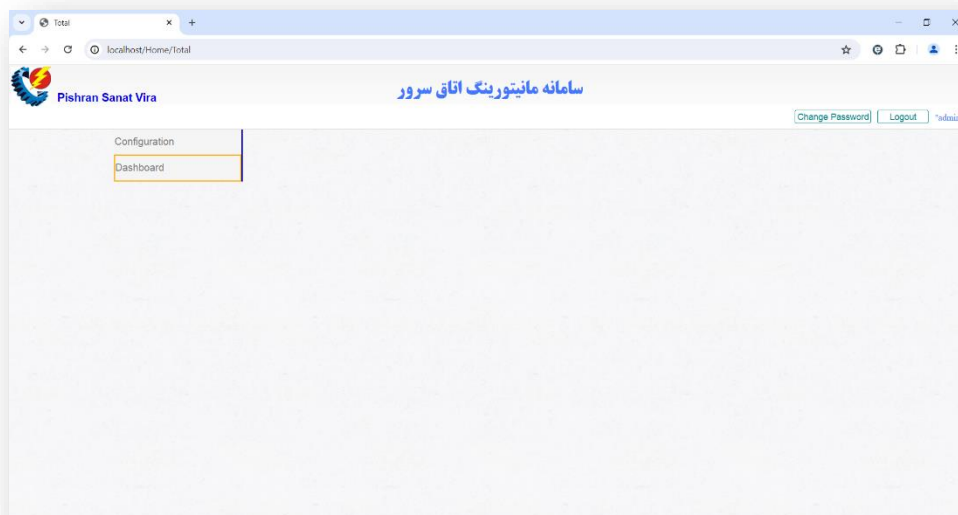 Total
localhost/Home/Total
Pishran Sanat Vira
سامانه مانیتورینگ اتاق سرور
Change Password Logout
Configuration
Dashboard